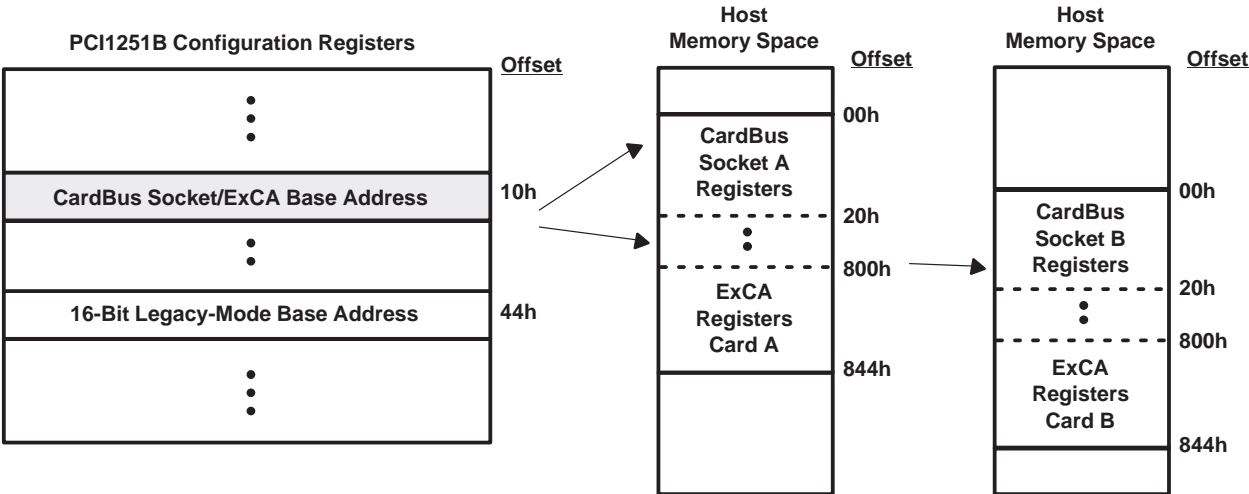 PCI1251B Configuration Registers
Offset
CardBus Socket/ExCA Base Address
10h
16-Bit Legacy-Mode Base Address
44h
Host
Memory Space
Offset
00h
CardBus
Socket A
Registers
20h
800h
ExCA
Registers
Card A
844h
Host
Memory Space
Offset
00h
CardBus
Socket B
Registers
20h
800h
ExCA
Registers
Card B
844h